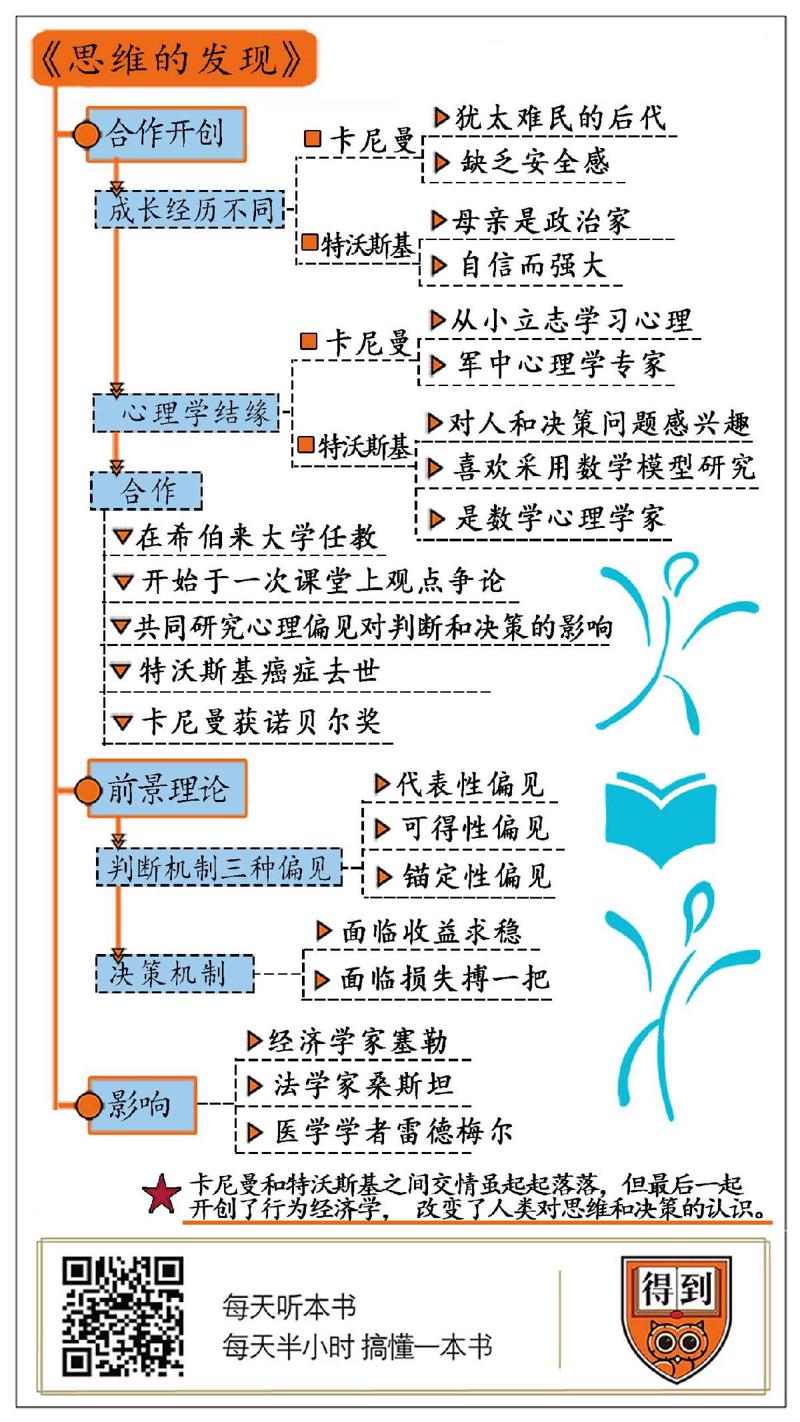 《思维的发现》
合作开创
成长经历不同
卡尼曼
犹太难民的后代
缺乏安全感
特沃斯基
母亲是政治家
自信而强大
心理学结缘
卡尼曼
从小立志学习心理
军中心理学专家
特沃斯基
对人和决策问题感兴趣
喜欢采用数学模型研究
是数学心理学家
合作
在希伯来大学任教
开始于一次课堂上观点争论
共同研究心理偏见对判断和决策的影响
特沃斯基癌症去世
卡尼曼获诺贝尔奖
前景理论
判断机制三种偏见
代表性偏见
可得性偏见
锚定性偏见
决策机制
面临收益求稳
面临损失搏一把
影响
经济学家塞勒
法学家桑斯坦
医学学者雷德梅尔
卡尼曼和特沃斯基之间交情虽起起落落，但最后一起
开创了行为经济学， 改变了人类对思维和决策的认识。
每天听本书
每天半小时 搞懂一本书
得到